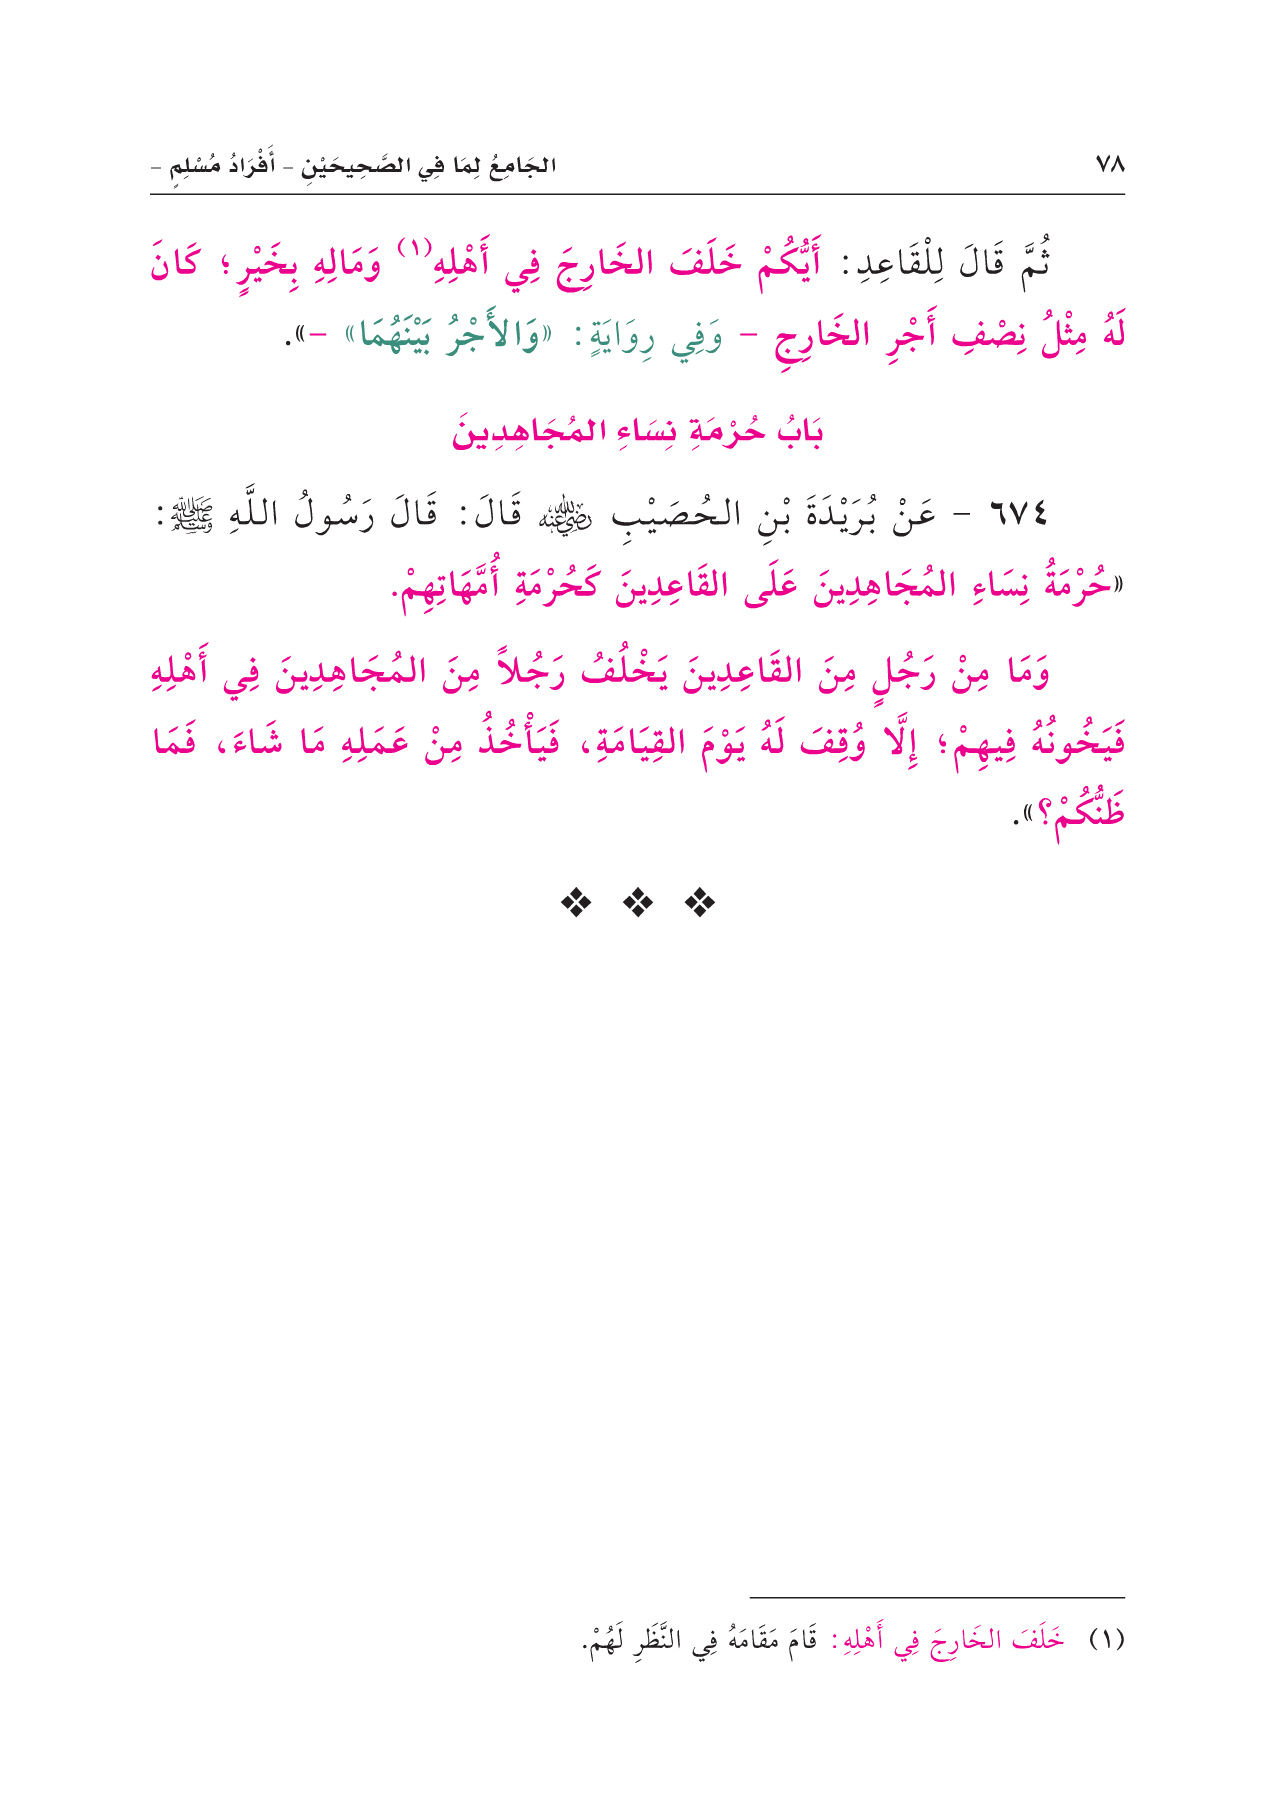 ٧٨ الجَامِعُ لِمَا فِي الصَّحِيحَيْنِ – أَفْرَادُ مُسْلِمٍ –
ثُمَّ قَالَ لِلْقَاعِدِ: أَيُّكُمْ خَلَفَ الخَارِجَ فِي أَهْلِهِ(١) وَمَالِهِ بِخَيْرٍ؛ كَانَ
لَهُ مِثْلُ نِصْفِ أَجْرِ الخَارِجِ – وَفِي رِوَايَةٍ: «وَالأَجْرُ بَيْنَهُمَا» –».
بَابُ حُرْمَةِ نِسَاءِ المُجَاهِدِينَ
٦٧٤ – عَنْ بُرَيْدَةَ بْنِ الحُصَيْبِ رضي الله عنه قَالَ: قَالَ رَسُولُ اللَّهِ ﷺ:
«حُرْمَةُ نِسَاءِ المُجَاهِدِينَ عَلَى القَاعِدِينَ كَحُرْمَةِ أُمَّهَاتِهِمْ.
وَمَا مِنْ رَجُلٍ مِنَ القَاعِدِينَ يَخْلُفُ رَجُلاً مِنَ المُجَاهِدِينَ فِي أَهْلِهِ
فَيَخُونُهُ فِيهِمْ؛ إِلَّا وُقِفَ لَهُ يَوْمَ القِيَامَةِ، فَيَأْخُذُ مِنْ عَمَلِهِ مَا شَاءَ، فَمَا
ظَنُّكُمْ؟».
(١) خَلَفَ الخَارِجَ فِي أَهْلِهِ: قَامَ مَقَامَهُ فِي النَّظَرِ لَهُمْ.